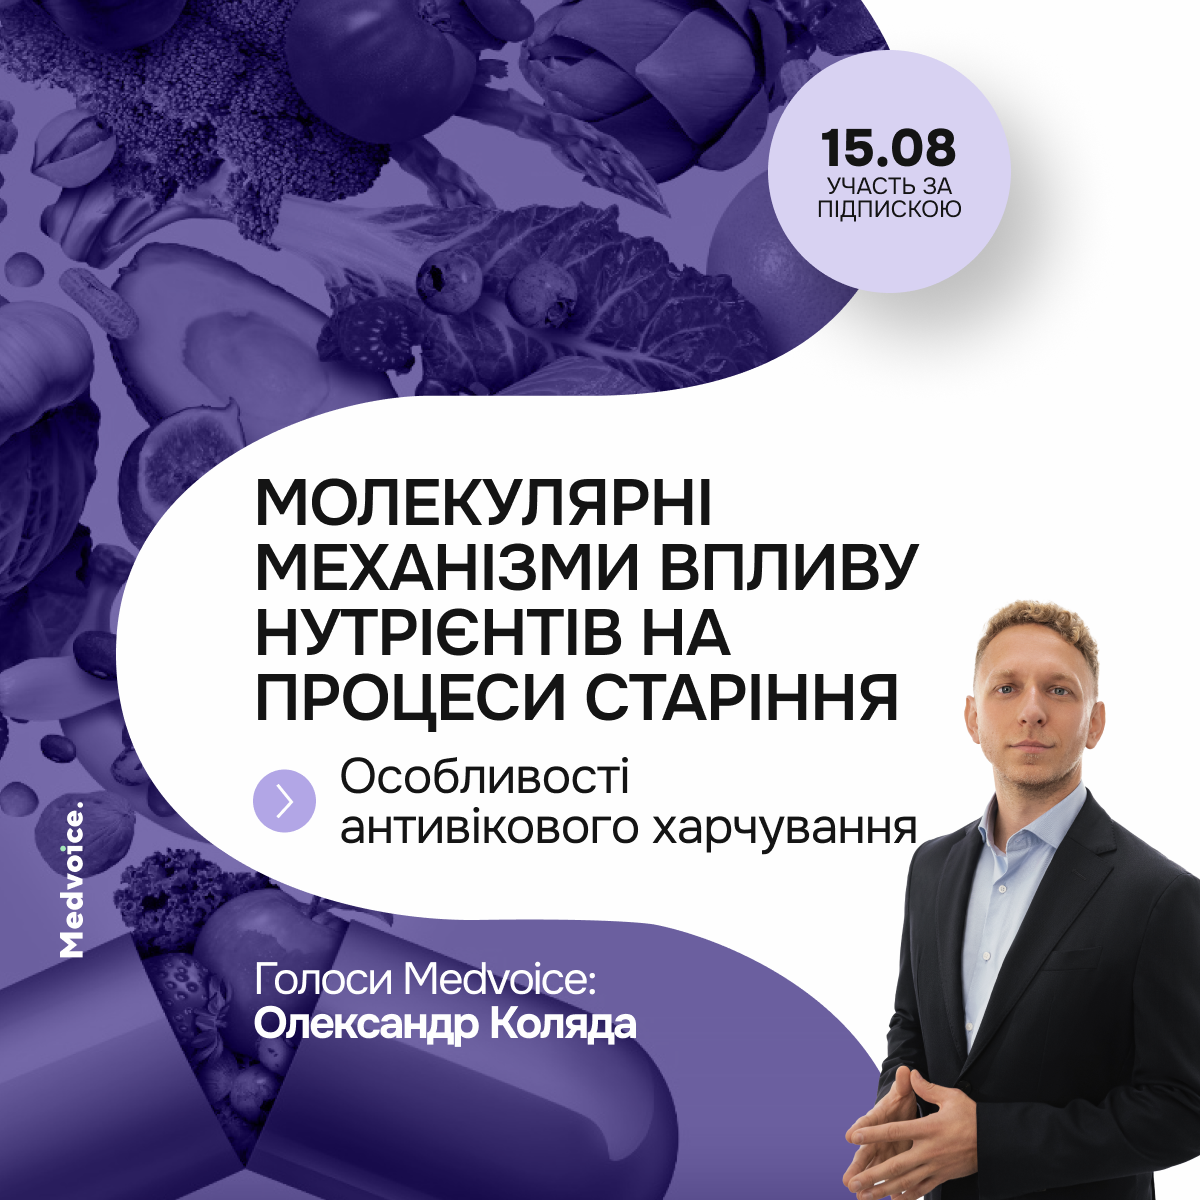 15.08
УЧАСТЬ ЗА
ПІДПИСКОЮ
МОЛЕКУЛЯРНІ
МЕХАНІЗМИ ВПЛИВУ
НУТРІЄНТІВ НА
ПРОЦЕСИ СТАРІННЯ
Особливості
антивікового харчування
Medvoice.
Голоси Medvoice:
Олександр Коляда